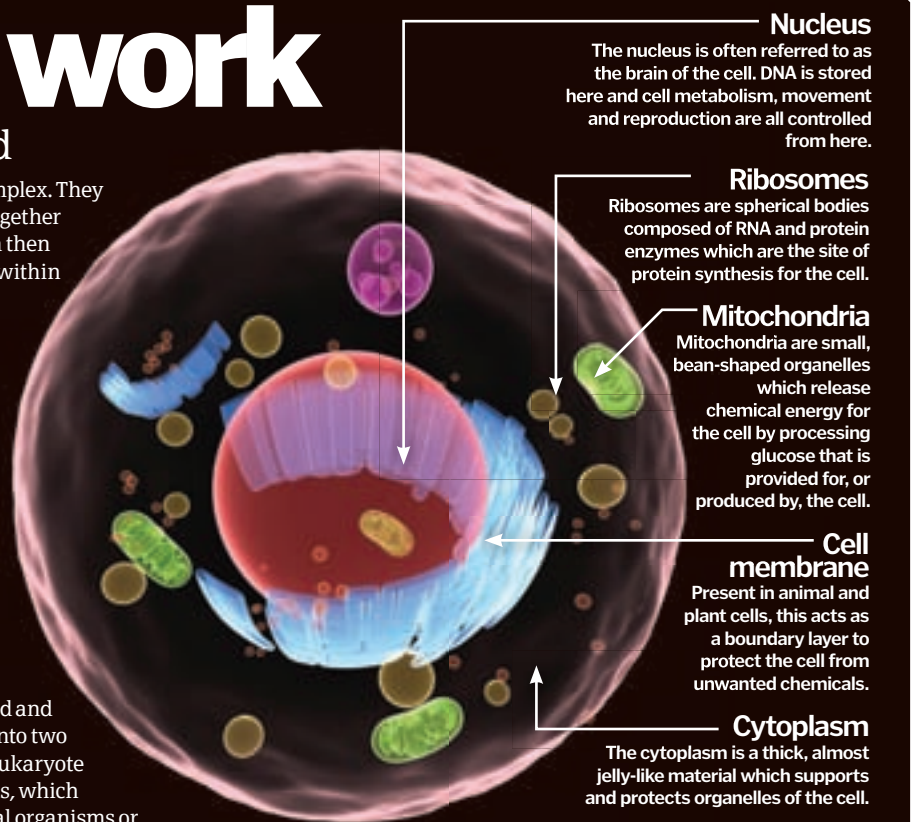 work
together
then
within
Nucleus
The nucleus is often referred to as
the brain of the cell. DNA is stored
here and cell metabolism, movement
and reproduction are all controlled
from here.
Ribosomes
Ribosomes are spherical bodies
composed of RNA and protein
enzymes which are the site of
protein synthesis for the cell.
Mitochondria
Mitochondria are small,
bean-shaped organelles
which release
chemical energy for
the cell by processing
glucose that is
provided for, or
produced by, the cell.
Cell
membrane
Present in animal and
plant cells, this acts as
a boundary layer to
protect the cell from
unwanted chemicals.
Cytoplasm
The cytoplasm is a thick, almost
jelly-like material which supports
and protects organelles of the cell.
and
two
which
organisms or